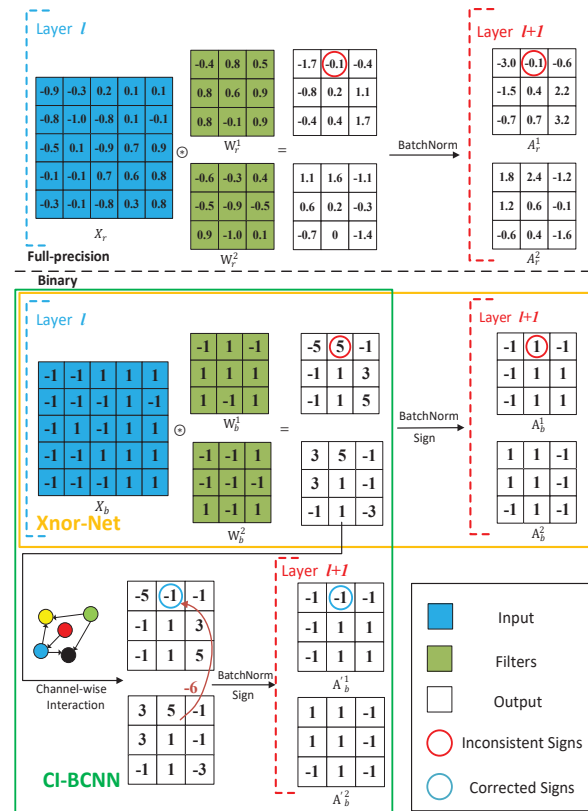 Layer l
Layer l+1
-0.4 0.8 0.5
0.8 0.6 0.9
0.8 -0.1 0.9
-1.7 -0.1 -0.4
-0.8 0.2 1.1
-0.4 0.4 1.7
-3.0 -0.1 -0.6
-1.5 0.4 2.2
-0.7 0.7 3.2
-0.9 -0.3 0.2 0.1 0.1
-0.8 -1.0 -0.8 0.1 -0.1
-0.5 0.1 -0.9 0.7 0.9
-0.1 -0.1 0.7 0.6 0.8
-0.3 -0.1 -0.8 0.3 0.8
W_r^1
⊛
=
BatchNorm
A_r^1
-0.6 -0.3 0.4
-0.5 -0.9 -0.5
0.9 -1.0 0.1
1.1 1.6 -1.1
0.6 0.2 -0.3
-0.7 0 -1.4
1.8 2.4 -1.2
1.2 0.6 -0.1
-0.6 0.4 -1.6
X_r
W_r^2
A_r^2
Full-precision
Binary
Layer l
Layer l+1
-1 1 -1
1 1 1
1 -1 1
-5 5 -1
-1 1 3
-1 1 5
-1 1 -1
-1 1 1
-1 1 1
-1 -1 1 1 1
-1 -1 -1 1 -1
-1 1 -1 1 1
-1 -1 1 1 1
-1 -1 -1 1 1
W_b^1
⊛
=
BatchNorm
Sign
A_b^1
-1 -1 1
-1 -1 -1
1 -1 1
3 5 -1
3 1 -1
-1 1 -3
1 1 -1
1 1 -1
-1 1 -1
X_b
W_b^2
A_b^2
Xnor-Net
Layer l+1
-5 -1 -1
-1 1 3
-1 1 5
-1 -1 -1
-1 1 1
-1 1 1
Channel-wise
Interaction
-6
BatchNorm
Sign
A'_b^1
3 5 -1
3 1 -1
-1 1 -3
1 1 -1
1 1 -1
-1 1 -1
A'_b^2
CI-BCNN
Input
Filters
Output
Inconsistent Signs
Corrected Signs